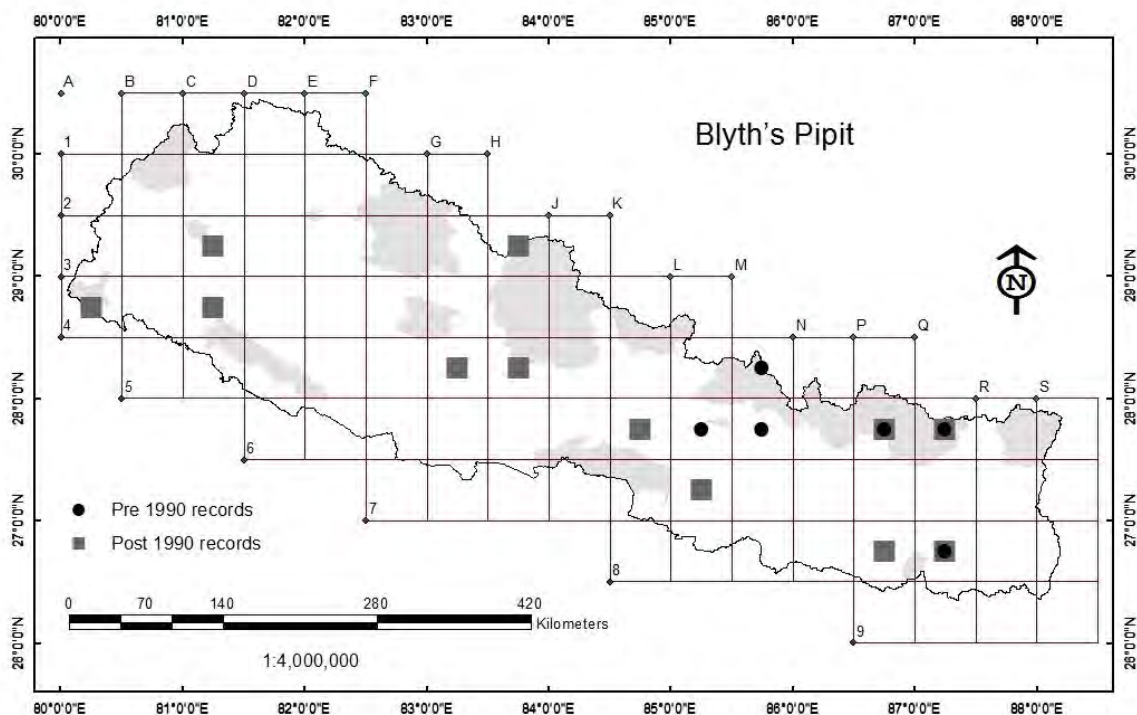 80°0'0"E 81°0'0"E 82°0'0"E 83°0'0"E 84°0'0"E 85°0'0"E 86°0'0"E 87°0'0"E 88°0'0"E
A B C D E F
Blyth's Pipit
30°0'0"N 1 G H 30°0'0"N
2 J K
29°0'0"N 3 L M 29°0'0"N
N
4 N P Q
28°0'0"N 5 R S 28°0'0"N
6
Pre 1990 records
27°0'0"N 7 27°0'0"N
Post 1990 records
8
0 70 140 280 420
Kilometers
26°0'0"N 9 26°0'0"N
1:4,000,000
80°0'0"E 81°0'0"E 82°0'0"E 83°0'0"E 84°0'0"E 85°0'0"E 86°0'0"E 87°0'0"E 88°0'0"E